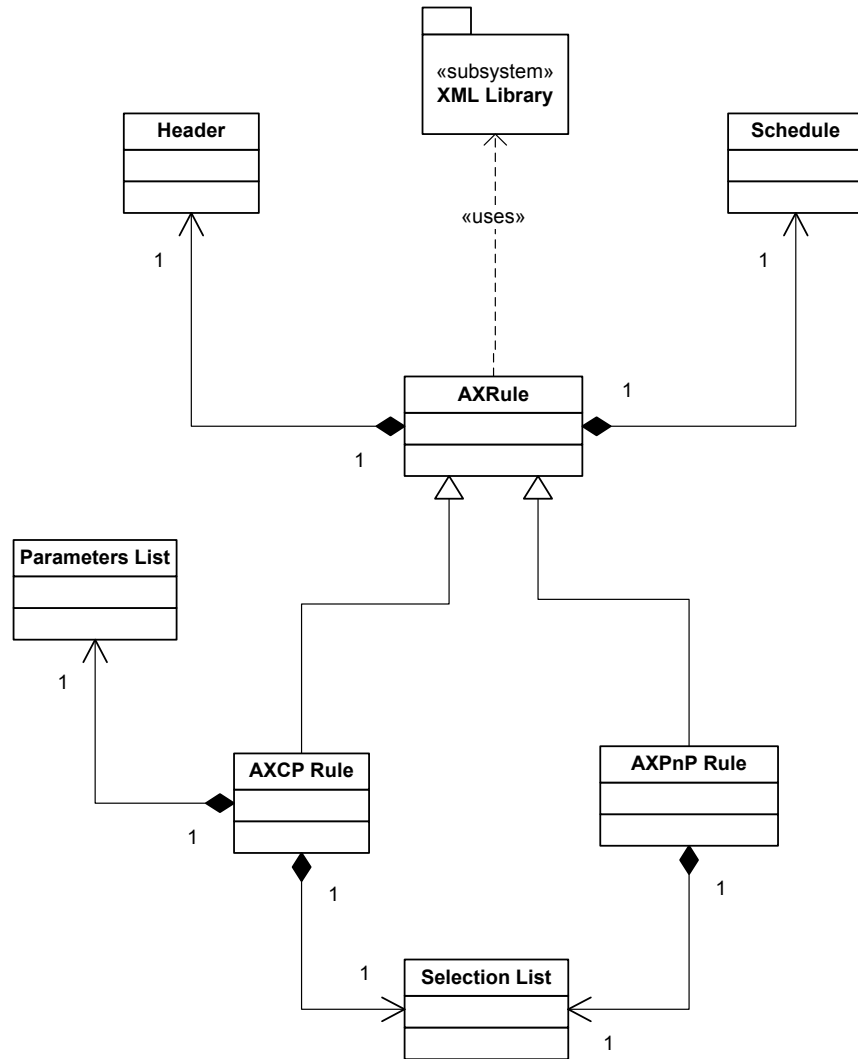 «subsystem»
XML Library
Header
Schedule
«uses»
1
1
AXRule
1
1
Parameters List
1
AXCP Rule
AXPnP Rule
1
1
1
1
Selection List
1